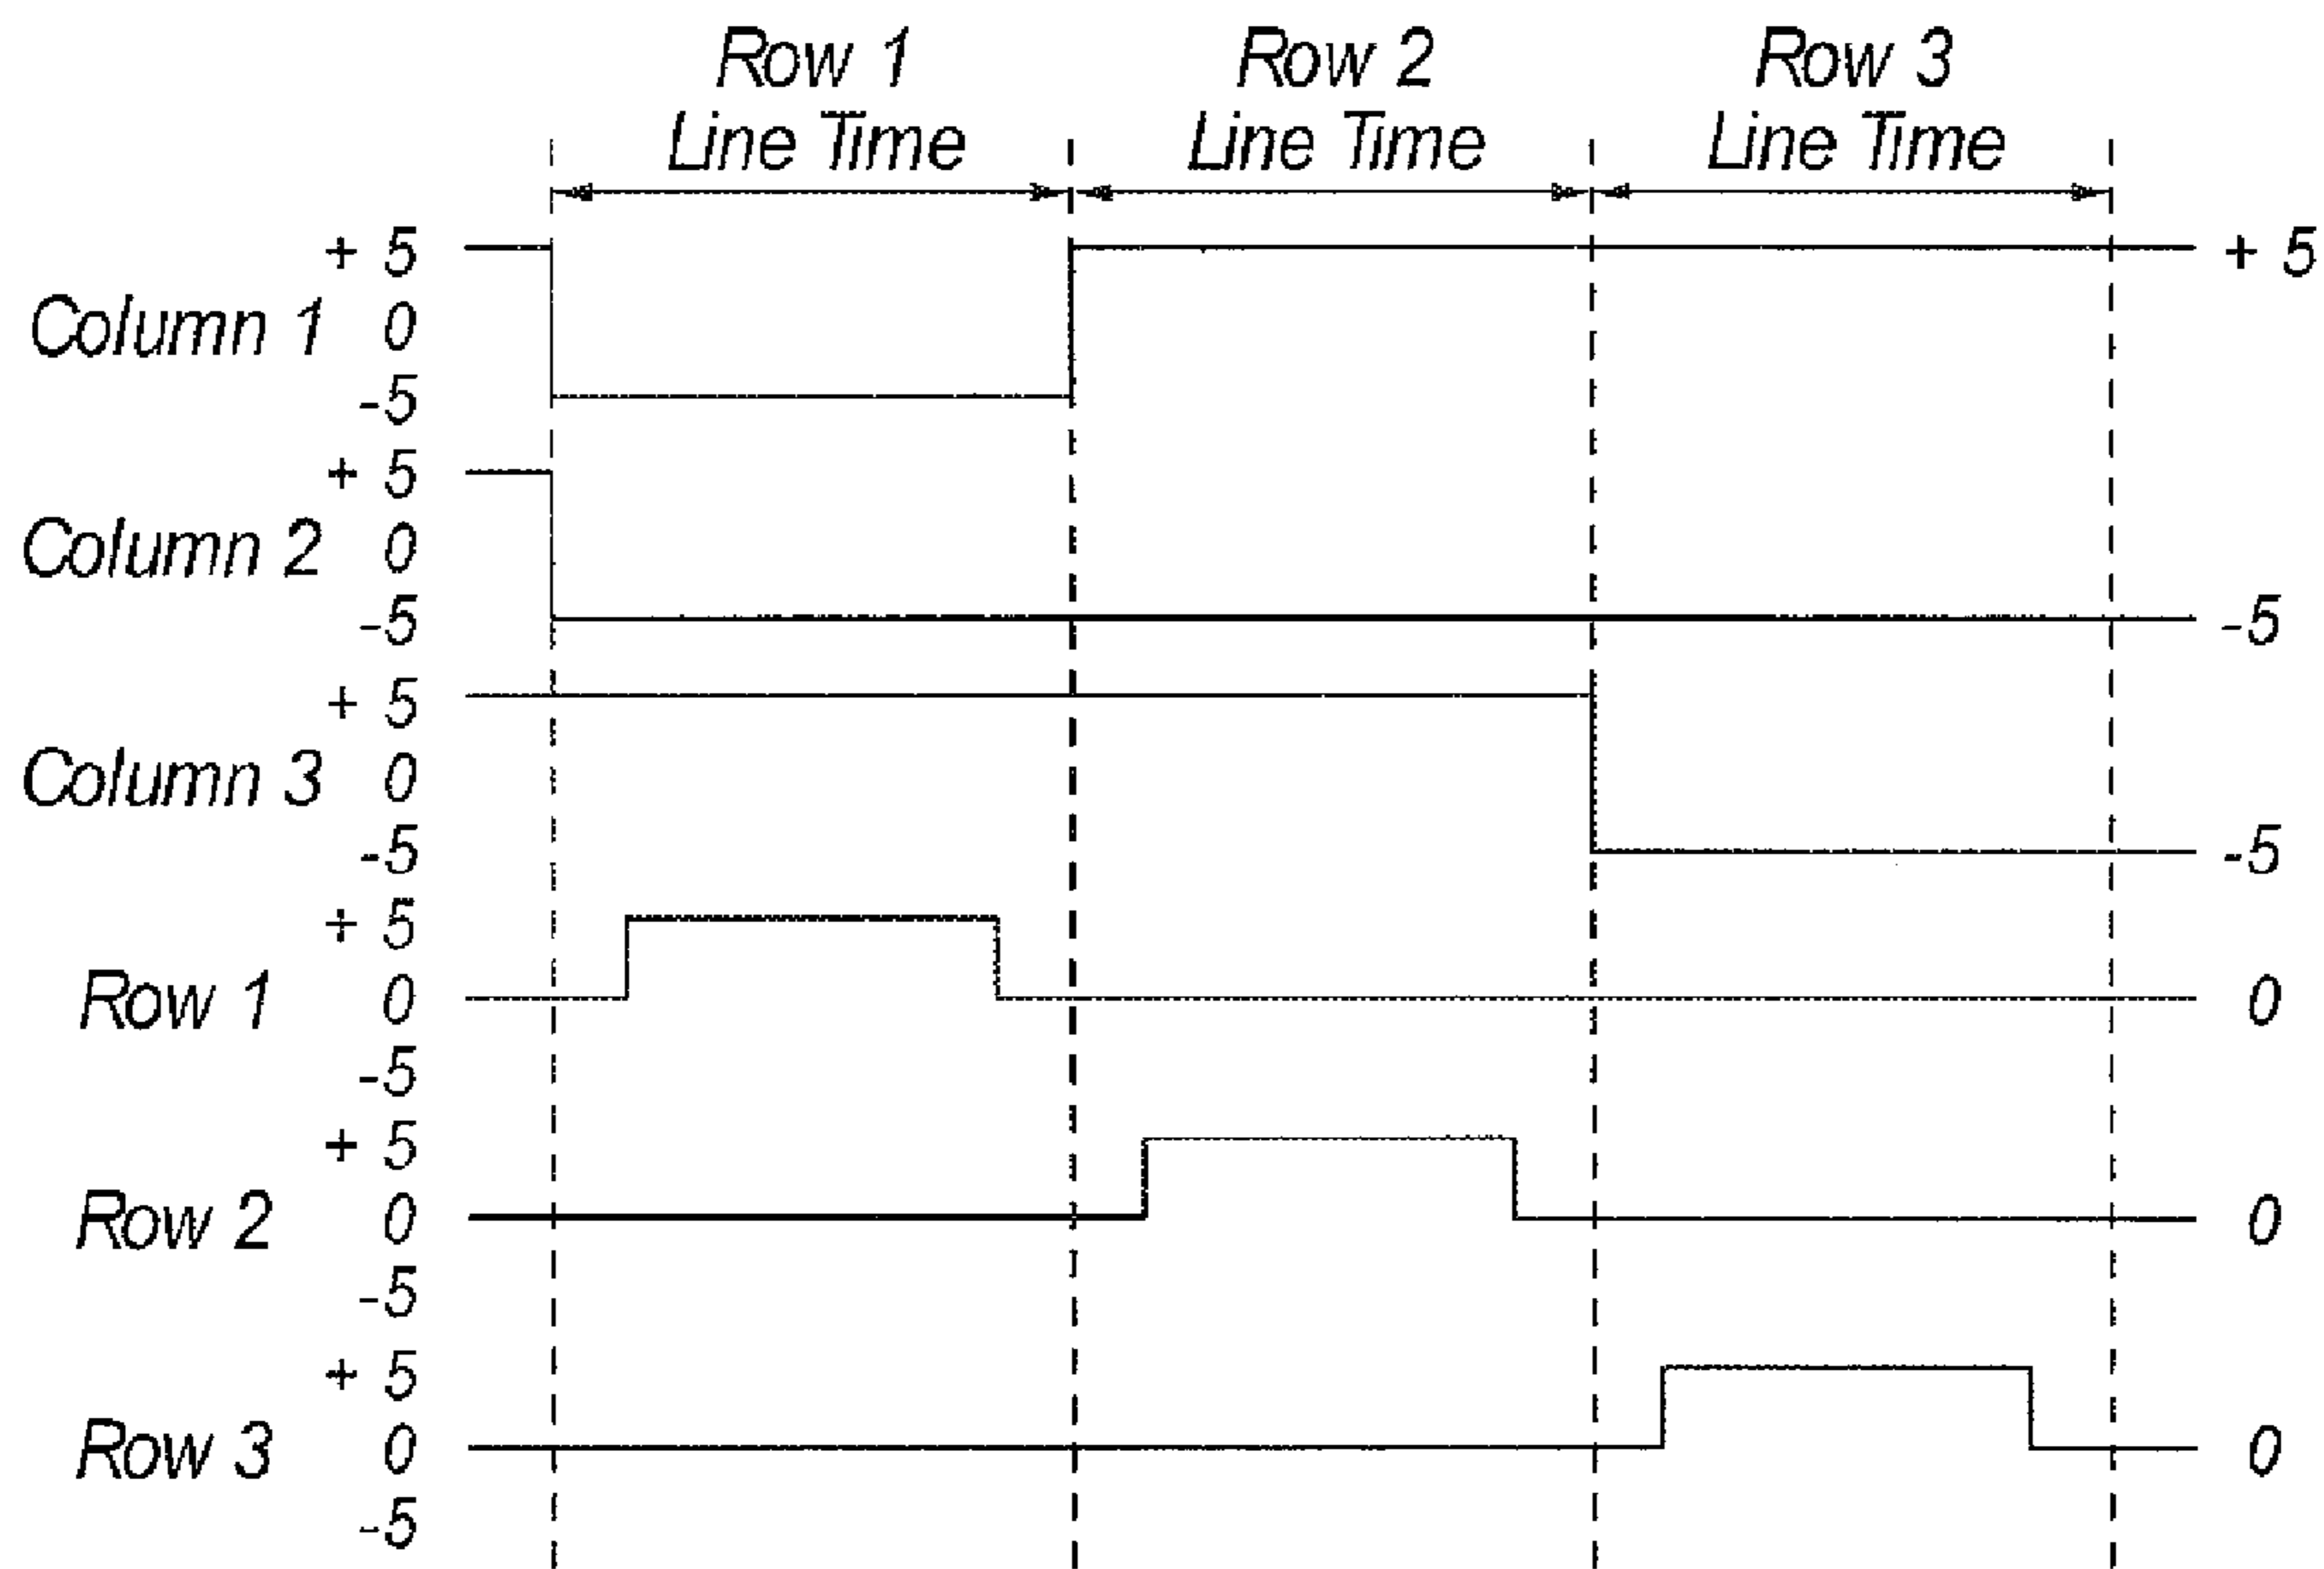 Row 1 Row 2 Row 3
Line Time Line Time Line Time
+ 5 + 5
Column 1 0
-5
+ 5
Column 2 0
-5 -5
+ 5
Column 3 0
-5 -5
+ 5
Row 1 0 0
-5
+ 5
Row 2 0 0
-5
+ 5
Row 3 0 0
-5